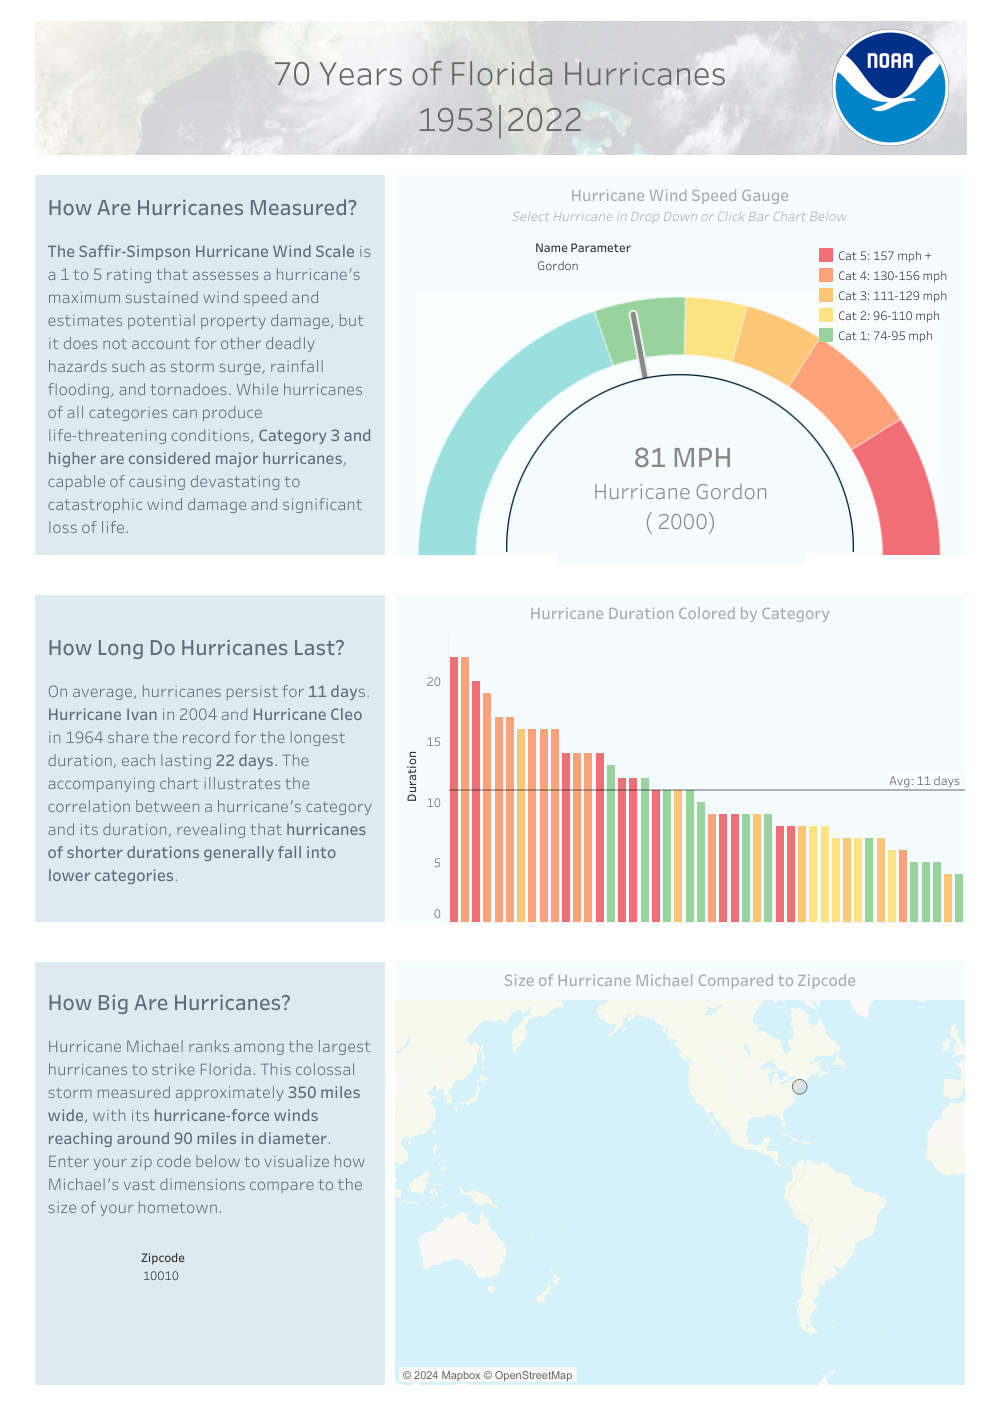 70 Years of Florida Hurricanes
1953|2022
NOAA
How Are Hurricanes Measured?
The Saffir-Simpson Hurricane Wind Scale is
a 1 to 5 rating that assesses a hurricane's
maximum sustained wind speed and
estimates potential property damage, but
it does not account for other deadly
hazards such as storm surge, rainfall
flooding, and tornadoes. While hurricanes
of all categories can produce
life-threatening conditions, Category 3 and
higher are considered major hurricanes,
capable of causing devastating to
catastrophic wind damage and significant
loss of life.
Hurricane Wind Speed Gauge
Select Hurricane in Drop Down or Click Bar Chart Below
Name Parameter
Gordon
Cat 5: 157 mph +
Cat 4: 130-156 mph
Cat 3: 111-129 mph
Cat 2: 96-110 mph
Cat 1: 74-95 mph
81 MPH
Hurricane Gordon
( 2000)
How Long Do Hurricanes Last?
On average, hurricanes persist for 11 days.
Hurricane Ivan in 2004 and Hurricane Cleo
in 1964 share the record for the longest
duration, each lasting 22 days. The
accompanying chart illustrates the
correlation between a hurricane's category
and its duration, revealing that hurricanes
of shorter durations generally fall into
lower categories.
Hurricane Duration Colored by Category
Duration
20
15
10
5
0
Avg: 11 days
How Big Are Hurricanes?
Hurricane Michael ranks among the largest
hurricanes to strike Florida. This colossal
storm measured approximately 350 miles
wide, with its hurricane-force winds
reaching around 90 miles in diameter.
Enter your zip code below to visualize how
Michael's vast dimensions compare to the
size of your hometown.
Zipcode
10010
Size of Hurricane Michael Compared to Zipcode
© 2024 Mapbox © OpenStreetMap